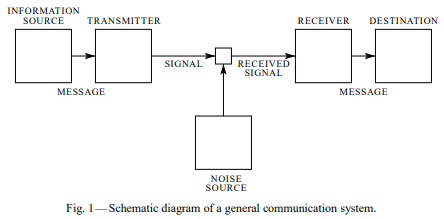 INFORMATION
SOURCE
TRANSMITTER
RECEIVER
DESTINATION
SIGNAL
RECEIVED
SIGNAL
MESSAGE
MESSAGE
NOISE
SOURCE
Fig. 1—Schematic diagram of a general communication system.